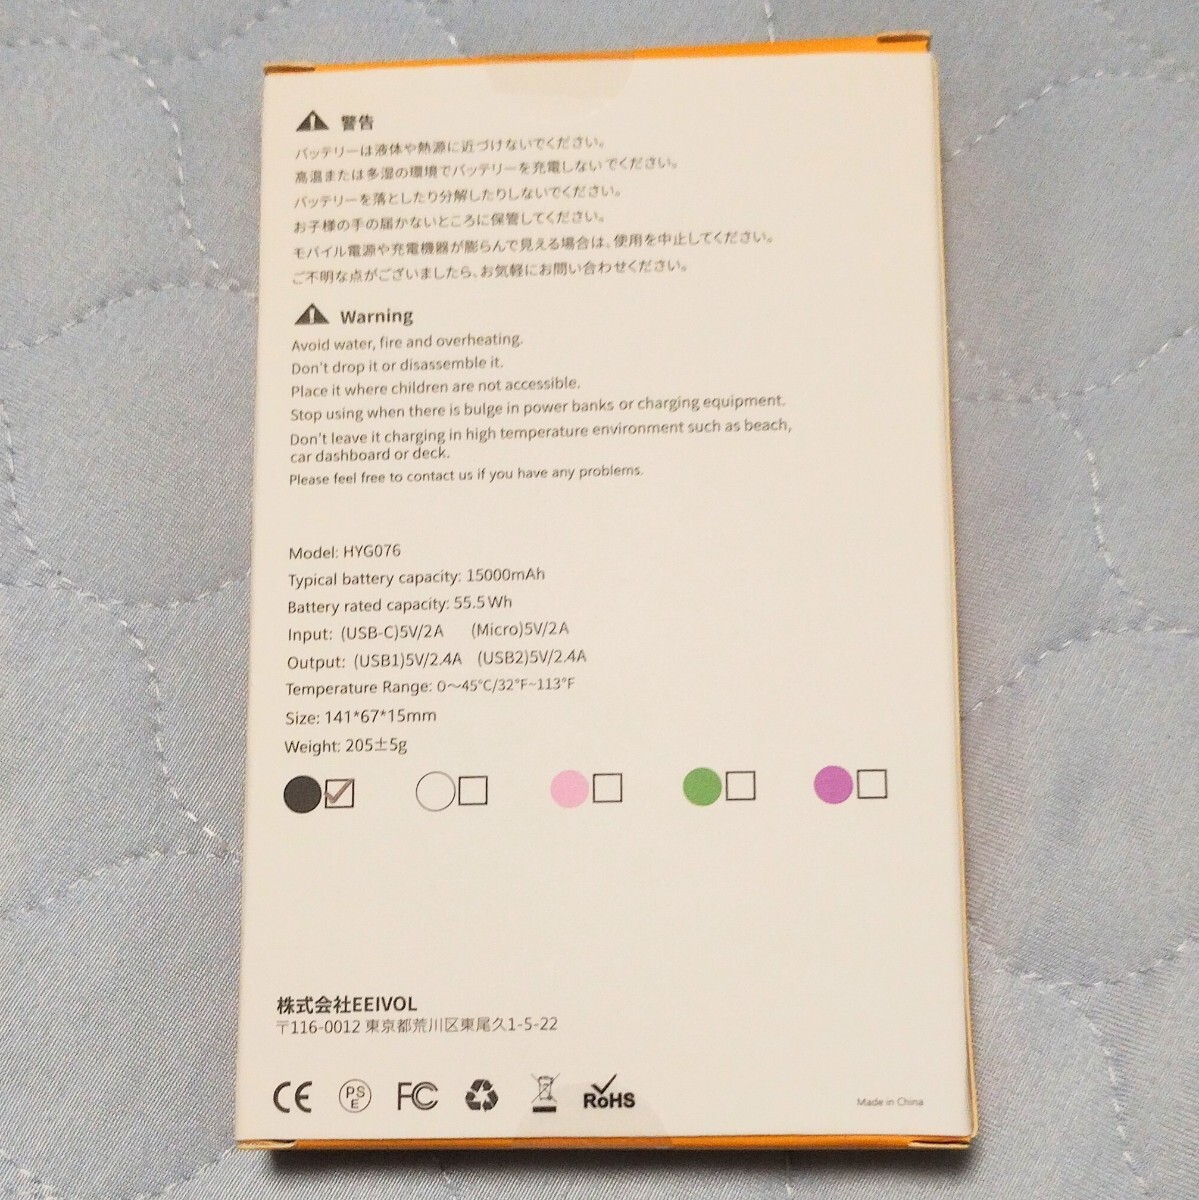 警告
バッテリーは液体や熱源に近づけないでください。
高温または多湿の環境でバッテリーを充電しないでください。
バッテリーを落としたり分解したりしないでください。
お子様の手の届かないところに保管してください。
モバイル電源や充電機器が膨らんで見える場合は、使用を中止してください。
ご不明な点がございましたら、お気軽にお問い合わせください。
Warning
Avoid water, fire and overheating.
Don't drop it or disassemble it.
Place it where children are not accessible.
Stop using when there is bulge in power banks or charging equipment.
Don't leave it charging in high temperature environment such as beach,
car dashboard or deck.
Please feel free to contact us if you have any problems.
Model: HYG076
Typical battery capacity: 15000mAh
Battery rated capacity: 55.5Wh
Input: (USB-C)5V/2A (Micro)5V/2A
Output: (USB1)5V/2.4A (USB2)5V/2.4A
Temperature Range: 0～45℃/32℉~113℉
Size: 141*67*15mm
Weight: 205±5g
株式会社EEIVOL
〒116-0012 東京都荒川区東尾久1-5-22
CE PSE FC RoHS
Made in China